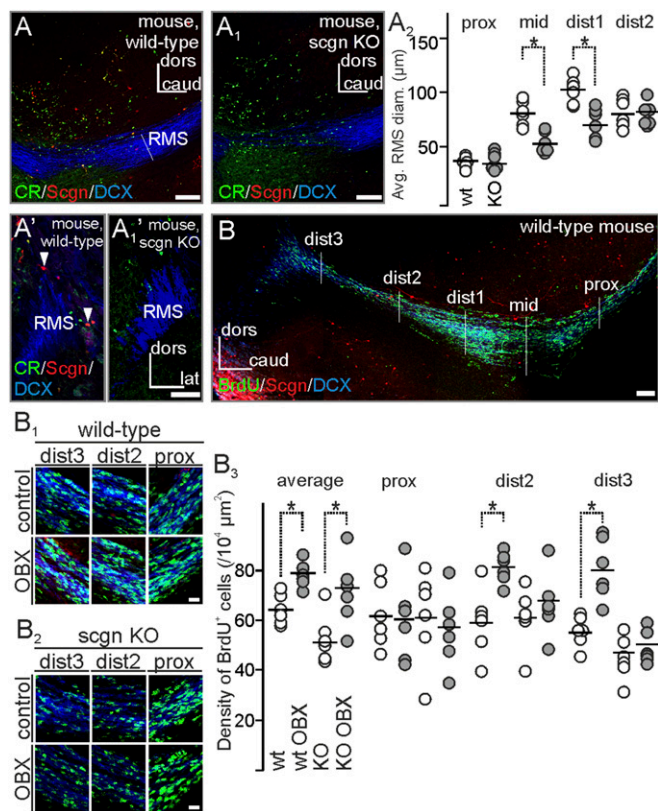 A
mouse,
wild-type
dors
caud
RMS
CR/Scgn/DCX
A1
mouse,
scgn KO
dors
caud
RMS
CR/Scgn/DCX
A2
prox
mid
dist1
dist2
Avg. RMS diam. (µm)
150
100
50
*
*
wt
KO
A'
mouse,
wild-type
RMS
CR/Scgn/
DCX
A1'
mouse,
scgn KO
RMS
dors
lat
B
wild-type mouse
dist3
dist2
dist1
mid
prox
dors
caud
BrdU/Scgn/DCX
B1
wild-type
dist3
dist2
prox
control
OBX
B2
scgn KO
dist3
dist2
prox
control
OBX
B3
average
prox
dist2
dist3
Density of BrdU+ cells (/10⁴ µm²)
*
*
*
*
80
60
40
20
wt
wt OBX
KO
KO OBX